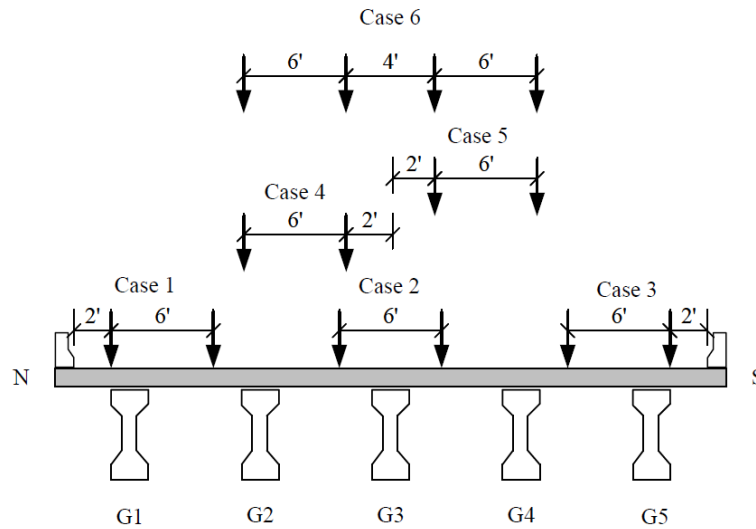 Case 6
6' 4' 6'
Case 5
2' 6'
Case 4
6' 2'
Case 1 Case 2 Case 3
2' 6' 6' 6' 2'
N S
G1 G2 G3 G4 G5